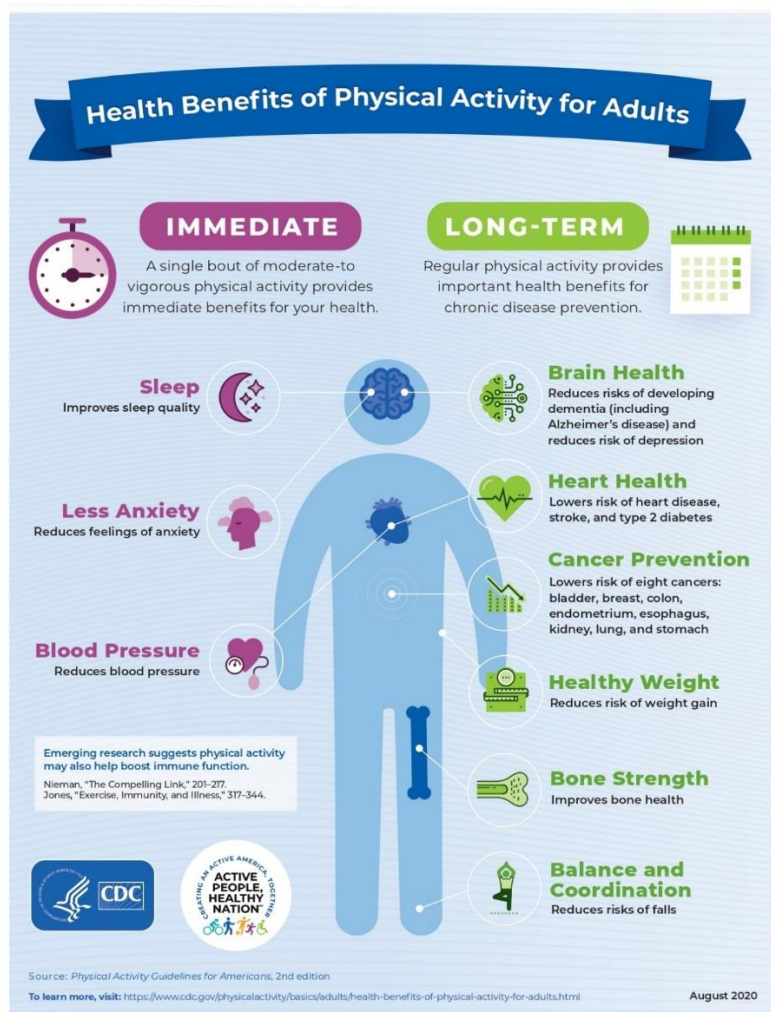 Health Benefits of Physical Activity for Adults
IMMEDIATE
A single bout of moderate-to
vigorous physical activity provides
immediate benefits for your health.
LONG-TERM
Regular physical activity provides
important health benefits for
chronic disease prevention.
Sleep
Improves sleep quality
Less Anxiety
Reduces feelings of anxiety
Blood Pressure
Reduces blood pressure
Brain Health
Reduces risks of developing
dementia (including
Alzheimer's disease) and
reduces risk of depression
Heart Health
Lowers risk of heart disease,
stroke, and type 2 diabetes
Cancer Prevention
Lowers risk of eight cancers:
bladder, breast, colon,
endometrium, esophagus,
kidney, lung, and stomach
Healthy Weight
Reduces risk of weight gain
Bone Strength
Improves bone health
Balance and
Coordination
Reduces risks of falls
Emerging research suggests physical activity
may also help boost immune function.
Nieman, "The Compelling Link," 201–217.
Jones, "Exercise, Immunity, and Illness," 317–344.
CDC
CREATING AN ACTIVE AMERICA, TOGETHER
ACTIVE
PEOPLE,
HEALTHY
NATION™
Source: Physical Activity Guidelines for Americans, 2nd edition
To learn more, visit: https://www.cdc.gov/physicalactivity/basics/adults/health-benefits-of-physical-activity-for-adults.html
August 2020